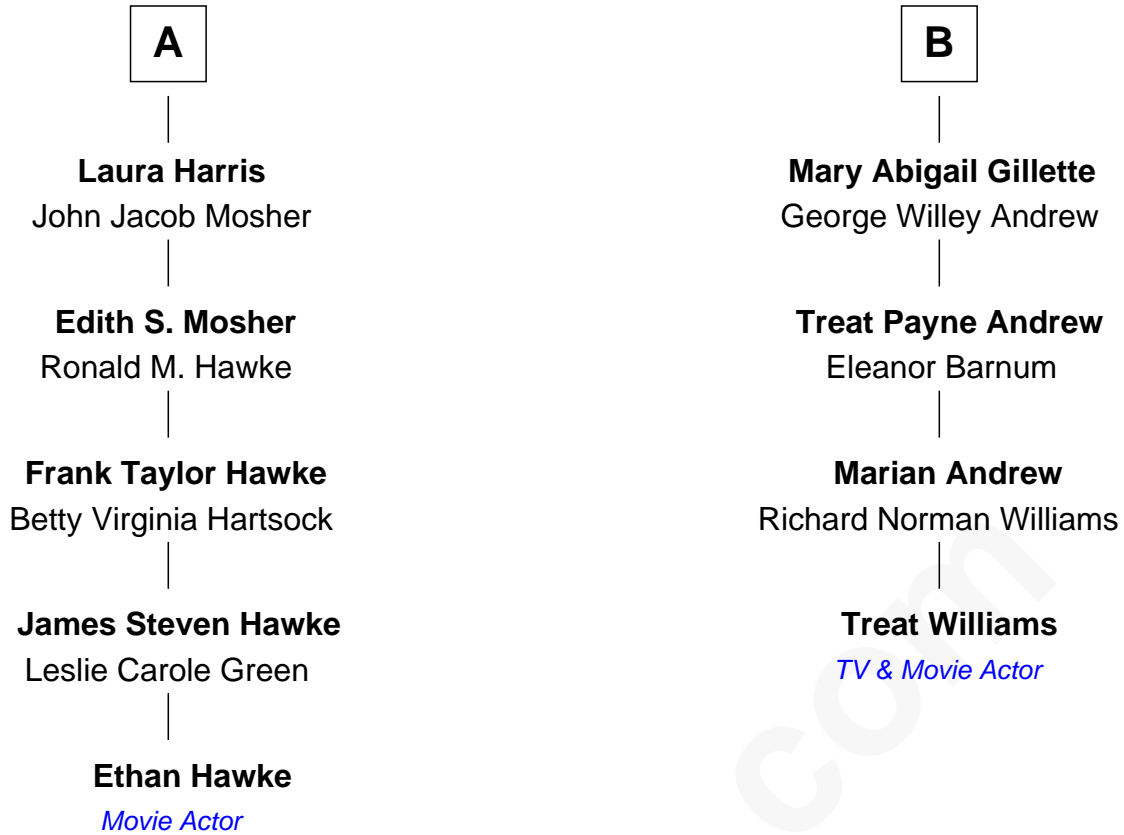 A
Laura Harris
John Jacob Mosher
Edith S. Mosher
Ronald M. Hawke
Frank Taylor Hawke
Betty Virginia Hartsock
James Steven Hawke
Leslie Carole Green
Ethan Hawke
Movie Actor
B
Mary Abigail Gillette
George Willey Andrew
Treat Payne Andrew
Eleanor Barnum
Marian Andrew
Richard Norman Williams
Treat Williams
TV & Movie Actor
com